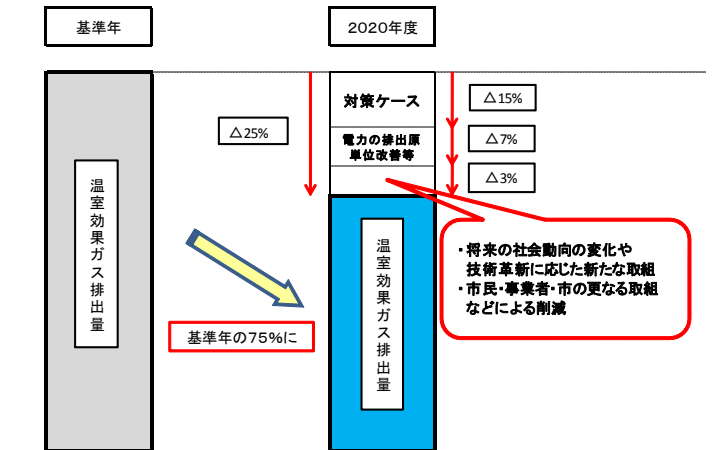 基準年
2020年度
対策ケース
△15%
△25%
電力の排出原
単位改善等
△7%
△3%
温室効果ガス排出量
温室効果ガス排出量
・将来の社会動向の変化や
技術革新に応じた新たな取組
・市民・事業者・市の更なる取組
などによる削減
基準年の75%に